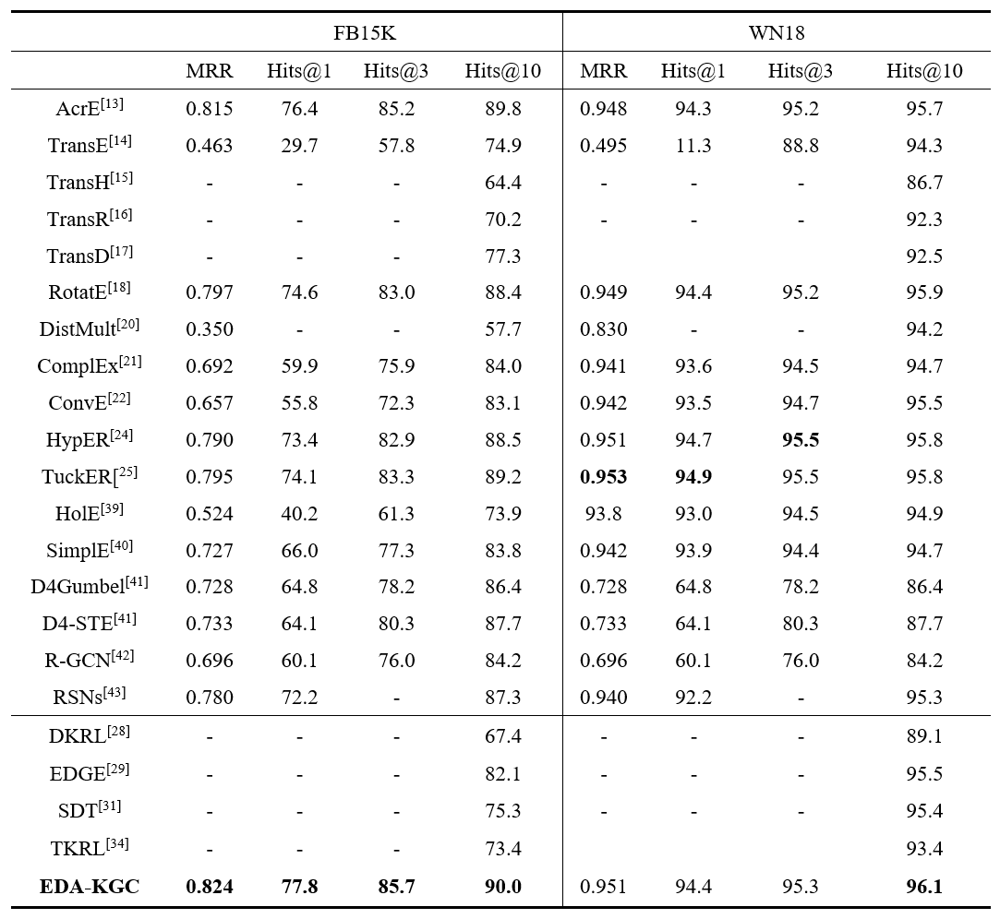 FB15K WN18
MRR Hits@1 Hits@3 Hits@10 MRR Hits@1 Hits@3 Hits@10
AcrE[13] 0.815 76.4 85.2 89.8 0.948 94.3 95.2 95.7
TransE[14] 0.463 29.7 57.8 74.9 0.495 11.3 88.8 94.3
TransH[15] - - - 64.4 - - - 86.7
TransR[16] - - - 70.2 - - - 92.3
TransD[17] - - - 77.3 92.5
RotatE[18] 0.797 74.6 83.0 88.4 0.949 94.4 95.2 95.9
DistMult[20] 0.350 - - 57.7 0.830 - - 94.2
ComplEx[21] 0.692 59.9 75.9 84.0 0.941 93.6 94.5 94.7
ConvE[22] 0.657 55.8 72.3 83.1 0.942 93.5 94.7 95.5
HypER[24] 0.790 73.4 82.9 88.5 0.951 94.7 95.5 95.8
TuckER[25] 0.795 74.1 83.3 89.2 0.953 94.9 95.5 95.8
HolE[39] 0.524 40.2 61.3 73.9 93.8 93.0 94.5 94.9
SimplE[40] 0.727 66.0 77.3 83.8 0.942 93.9 94.4 94.7
D4Gumbel[41] 0.728 64.8 78.2 86.4 0.728 64.8 78.2 86.4
D4-STE[41] 0.733 64.1 80.3 87.7 0.733 64.1 80.3 87.7
R-GCN[42] 0.696 60.1 76.0 84.2 0.696 60.1 76.0 84.2
RSNs[43] 0.780 72.2 - 87.3 0.940 92.2 - 95.3
DKRL[28] - - - 67.4 - - - 89.1
EDGE[29] - - - 82.1 - - - 95.5
SDT[31] - - - 75.3 - - - 95.4
TKRL[34] - - - 73.4 93.4
EDA-KGC 0.824 77.8 85.7 90.0 0.951 94.4 95.3 96.1